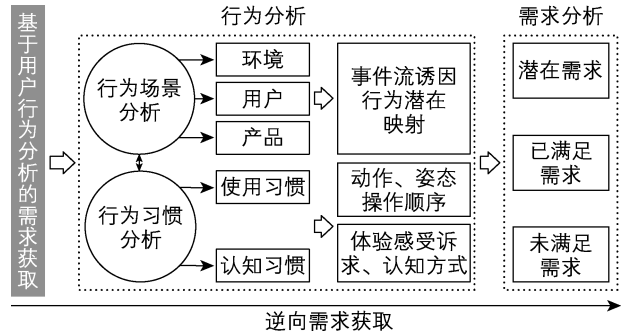 基于用户行为分析的需求获取
行为分析
需求分析
行为场景
分析
环境
用户
产品
事件流诱因
行为潜在
映射
行为习惯
分析
使用习惯
认知习惯
动作、姿态
操作顺序
体验感受诉
求、认知方式
潜在需求
已满足
需求
未满足
需求
逆向需求获取